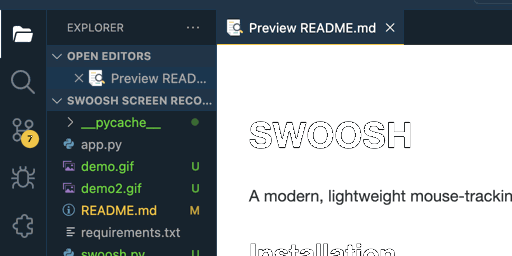 EXPLORER
Preview README.md
OPEN EDITORS
Preview READ...
SWOOSH SCREEN RECO...
__pycache__
app.py
demo.gif U
demo2.gif U
README.md M
requirements.txt
swoosh.py U
7
SWOOSH
A modern, lightweight mouse-trackin
Installation